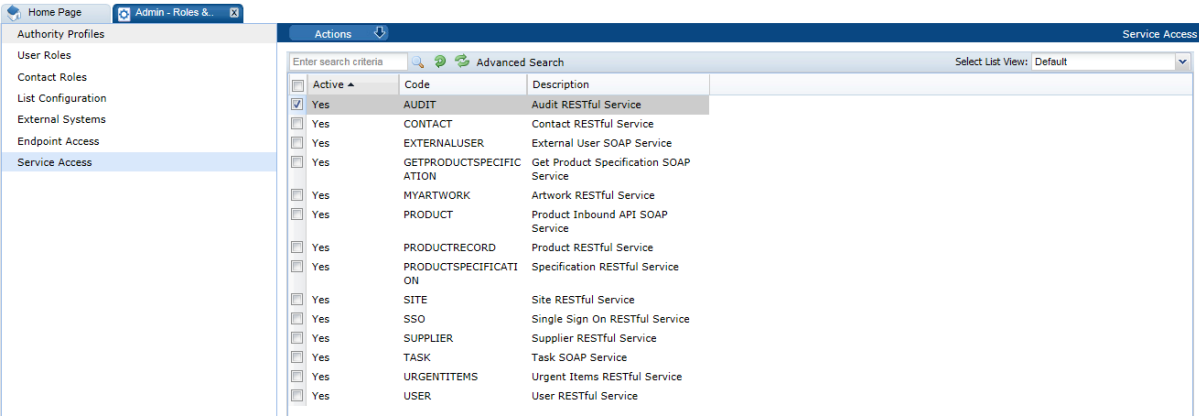 Home Page Admin - Roles &..
Authority Profiles
User Roles
Contact Roles
List Configuration
External Systems
Endpoint Access
Service Access
Actions Service Access
Enter search criteria Advanced Search Select List View: Default
Active Code Description
Yes AUDIT Audit RESTful Service
Yes CONTACT Contact RESTful Service
Yes EXTERNALUSER External User SOAP Service
Yes GETPRODUCTSPECIFIC Get Product Specification SOAP
ATION Service
Yes MYARTWORK Artwork RESTful Service
Yes PRODUCT Product Inbound API SOAP
Service
Yes PRODUCTRECORD Product RESTful Service
Yes PRODUCTSPECIFICATI Specification RESTful Service
ON
Yes SITE Site RESTful Service
Yes SSO Single Sign On RESTful Service
Yes SUPPLIER Supplier RESTful Service
Yes TASK Task SOAP Service
Yes URGENTITEMS Urgent Items RESTful Service
Yes USER User RESTful Service